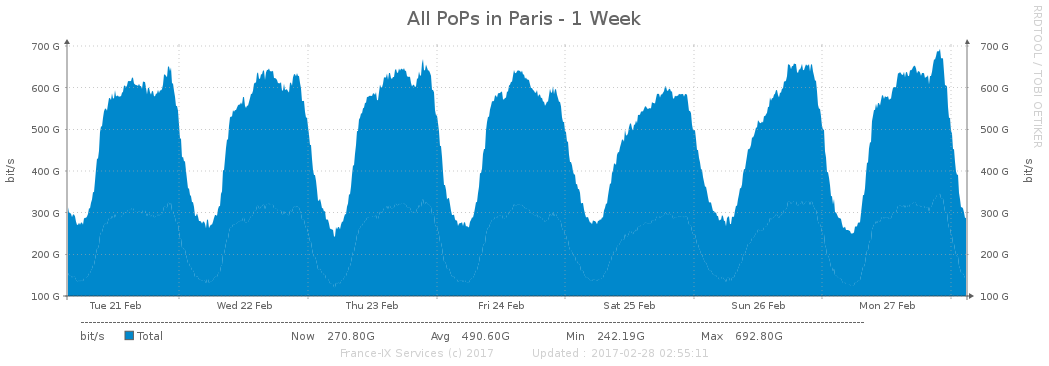 All PoPs in Paris - 1 Week
RRDTOOL / TOBI OETIKER
700 G 700 G
600 G 600 G
500 G 500 G
400 G 400 G
300 G 300 G
200 G 200 G
100 G 100 G
bit/s
bit/s
Tue 21 Feb Wed 22 Feb Thu 23 Feb Fri 24 Feb Sat 25 Feb Sun 26 Feb Mon 27 Feb
bit/s Total Now 270.80G Avg 490.60G Min 242.19G Max 692.80G
France-IX Services (c) 2017 Updated : 2017-02-28 02:55:11